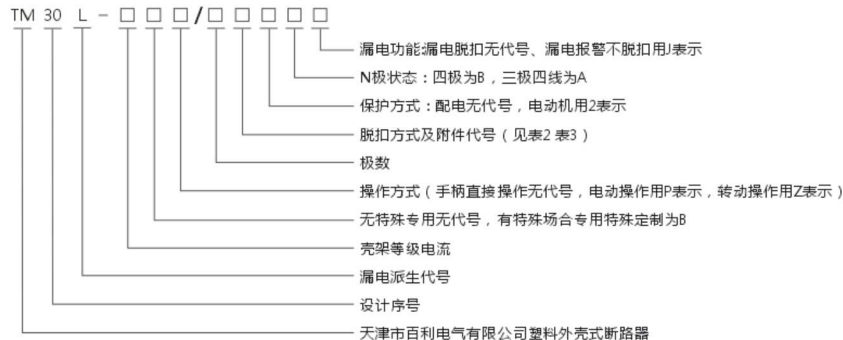 TM 30 L - □ □ □ / □ □ □ □ □
漏电功能:漏电脱扣无代号、漏电报警不脱扣用J表示
N极状态：四极为B，三极四线为A
保护方式：配电无代号，电动机用2表示
脱扣方式及附件代号（见表2 表3）
极数
操作方式（手柄直接操作无代号，电动操作用P表示，转动操作用Z表示）
无特殊专用无代号，有特殊场合专用特殊定制为B
壳架等级电流
漏电派生代号
设计序号
天津市百利电气有限公司塑料外壳式断路器